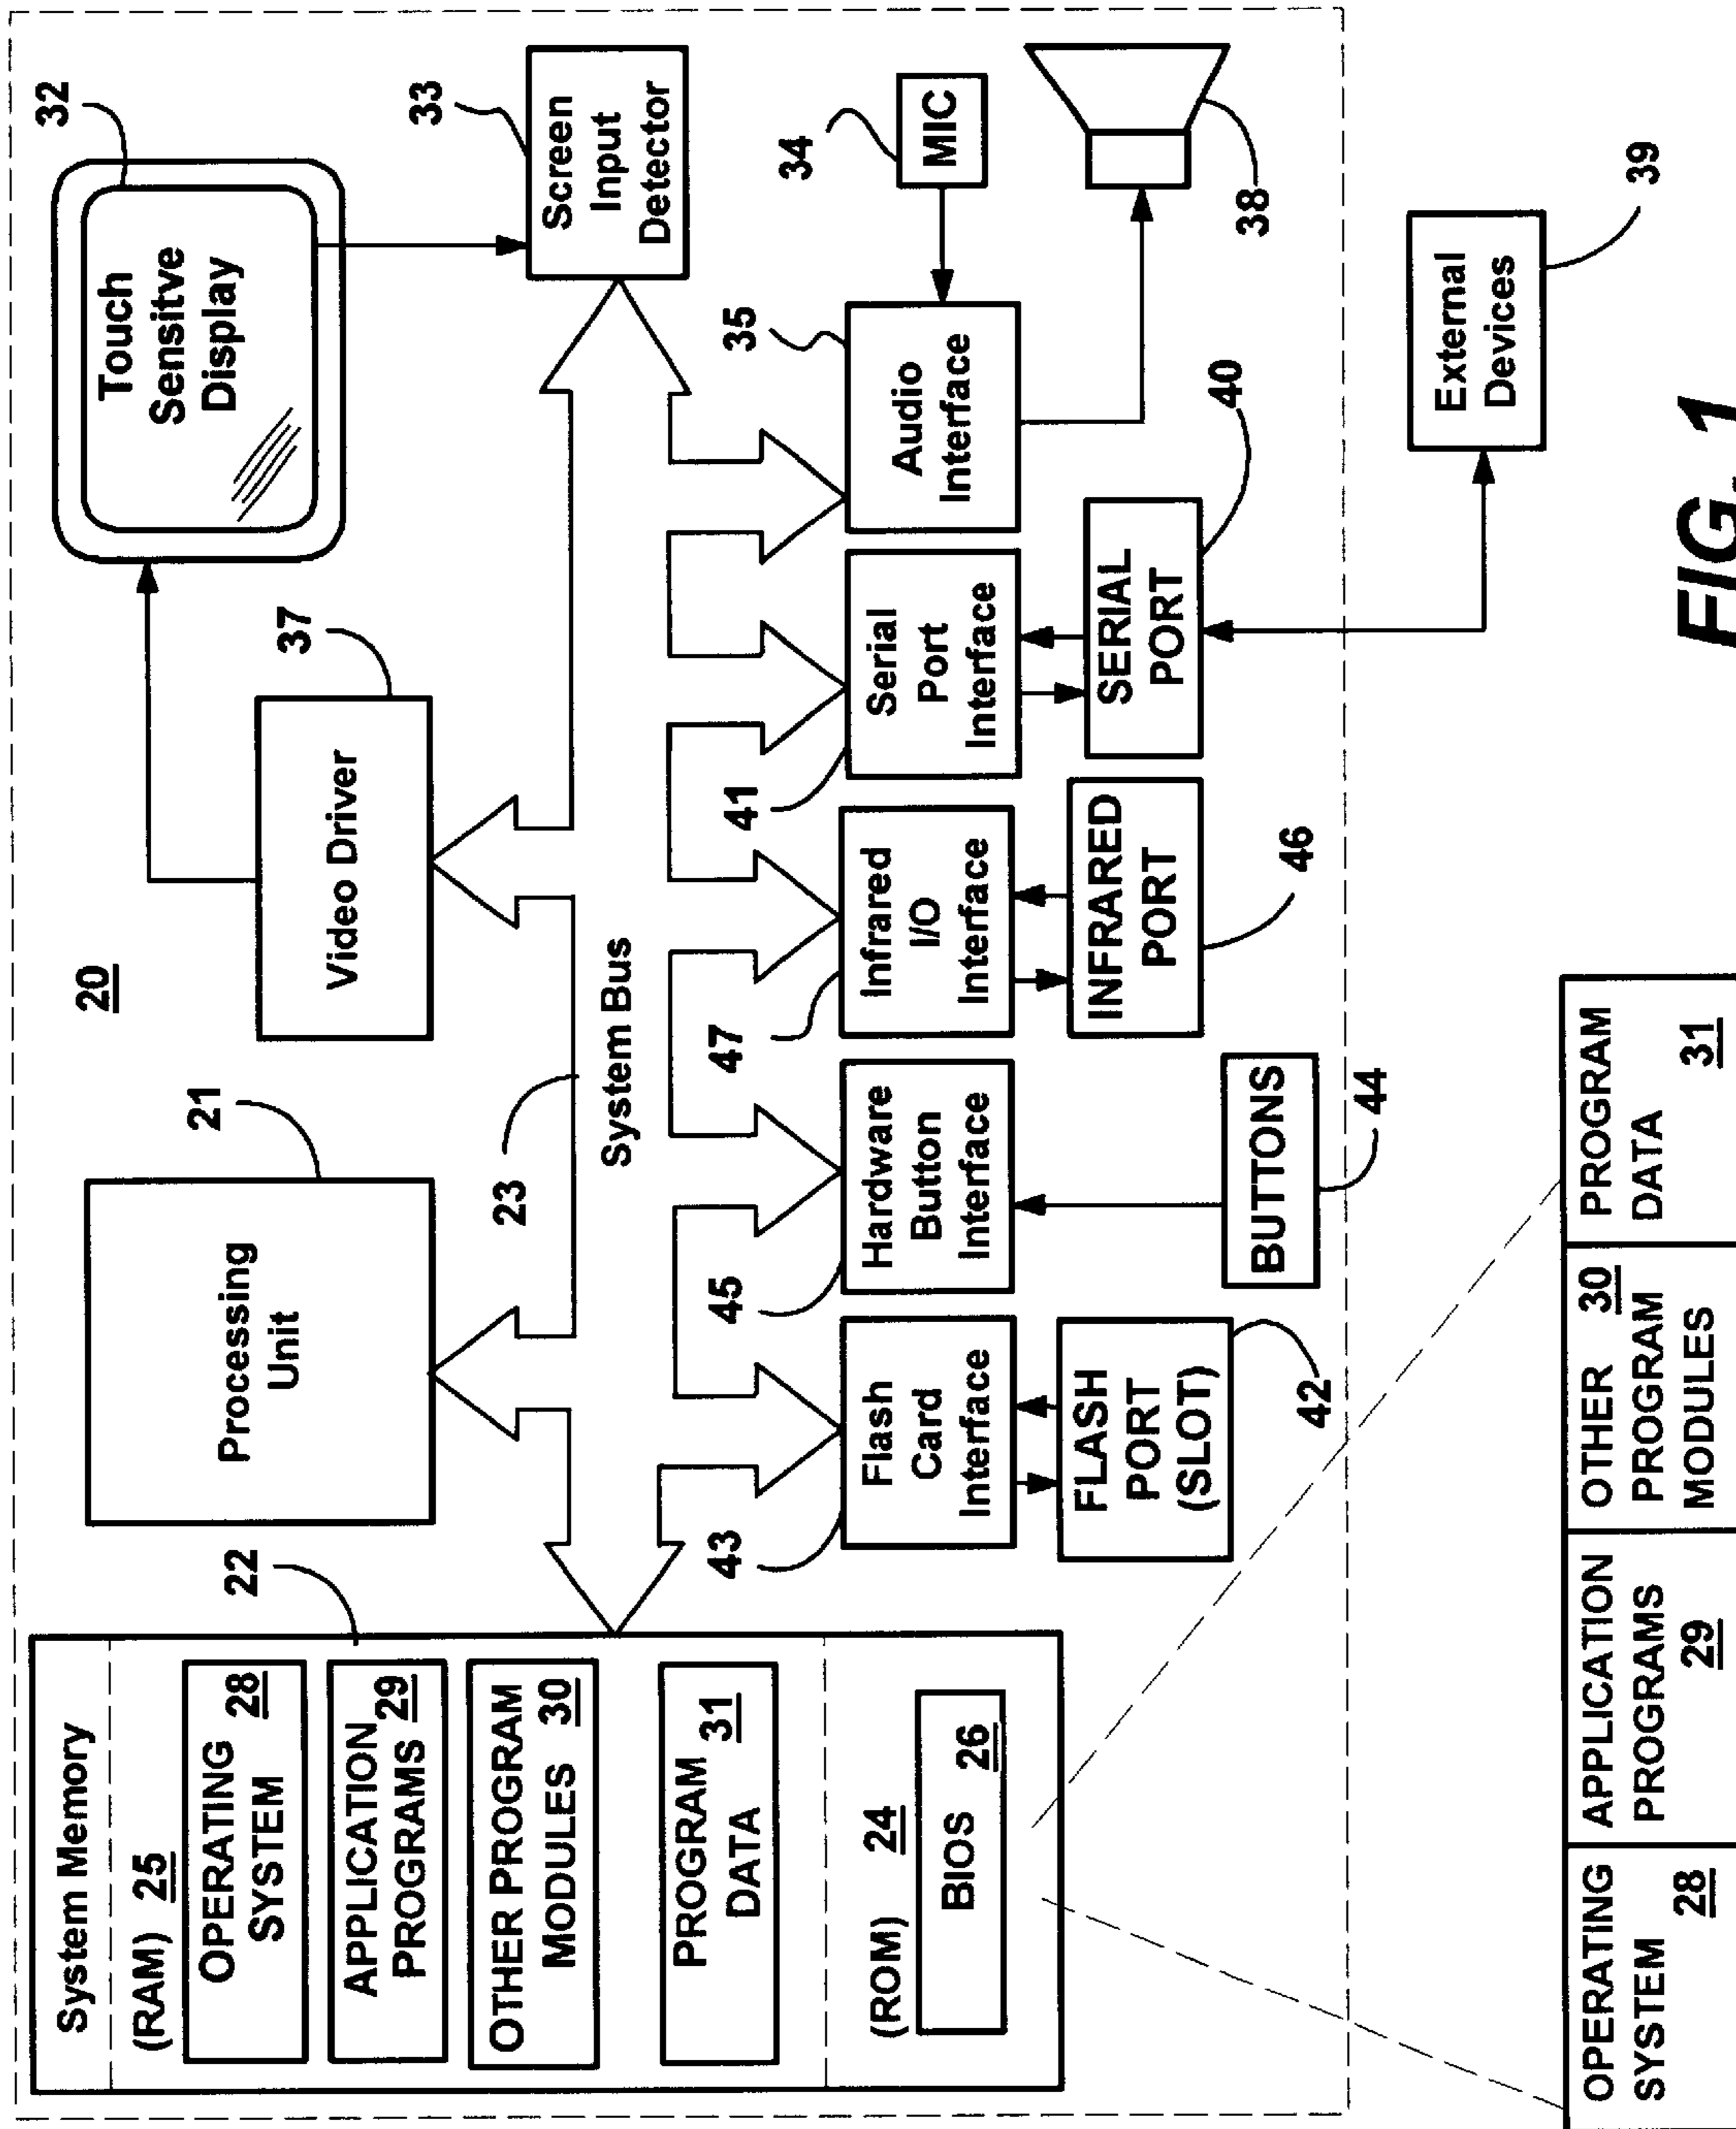 20
System Memory
(RAM) 25
OPERATING
SYSTEM 28
22
APPLICATION
PROGRAMS 29
OTHER PROGRAM
MODULES 30
PROGRAM
DATA 31
(ROM) 24
BIOS 26
Processing
Unit
21
Video Driver
37
Touch
Sensitve
Display
32
33
Screen
Input
Detector
23
System Bus
43
Flash
Card
Interface
45
Hardware
Button
Interface
47
Infrared
I/O
Interface
41
Serial
Port
Interface
35
Audio
Interface
34
MIC
38
FLASH
PORT
(SLOT)
42
BUTTONS
44
INFRARED
PORT
46
SERIAL
PORT
40
External
Devices
39
OPERATING
SYSTEM
28
APPLICATION
PROGRAMS
29
OTHER 30
PROGRAM
MODULES
PROGRAM
DATA
31
FIG. 1